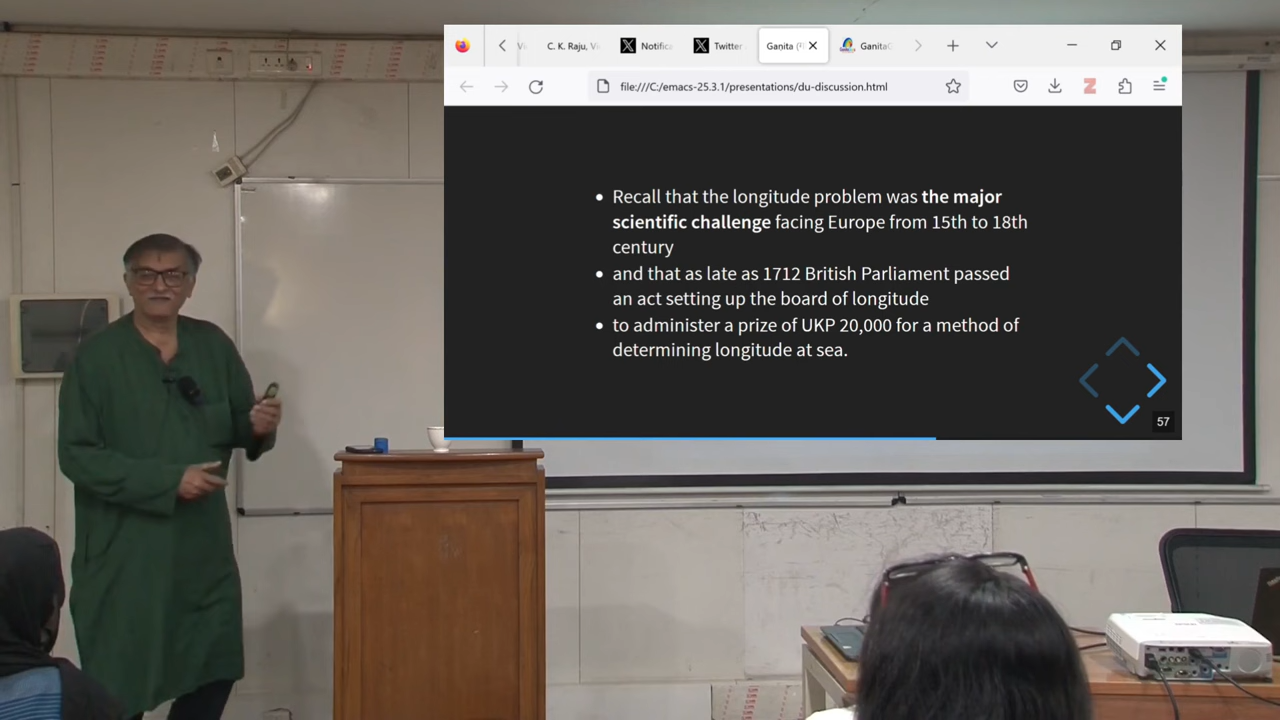 C. K. Raju, Vi
Notifica
Twitter
Gaṇita (
Ganita
file:///C:/emacs-25.3.1/presentations/du-discussion.html
Recall that the longitude problem was the major
scientific challenge facing Europe from 15th to 18th
century
and that as late as 1712 British Parliament passed
an act setting up the board of longitude
to administer a prize of UKP 20,000 for a method of
determining longitude at sea.
57